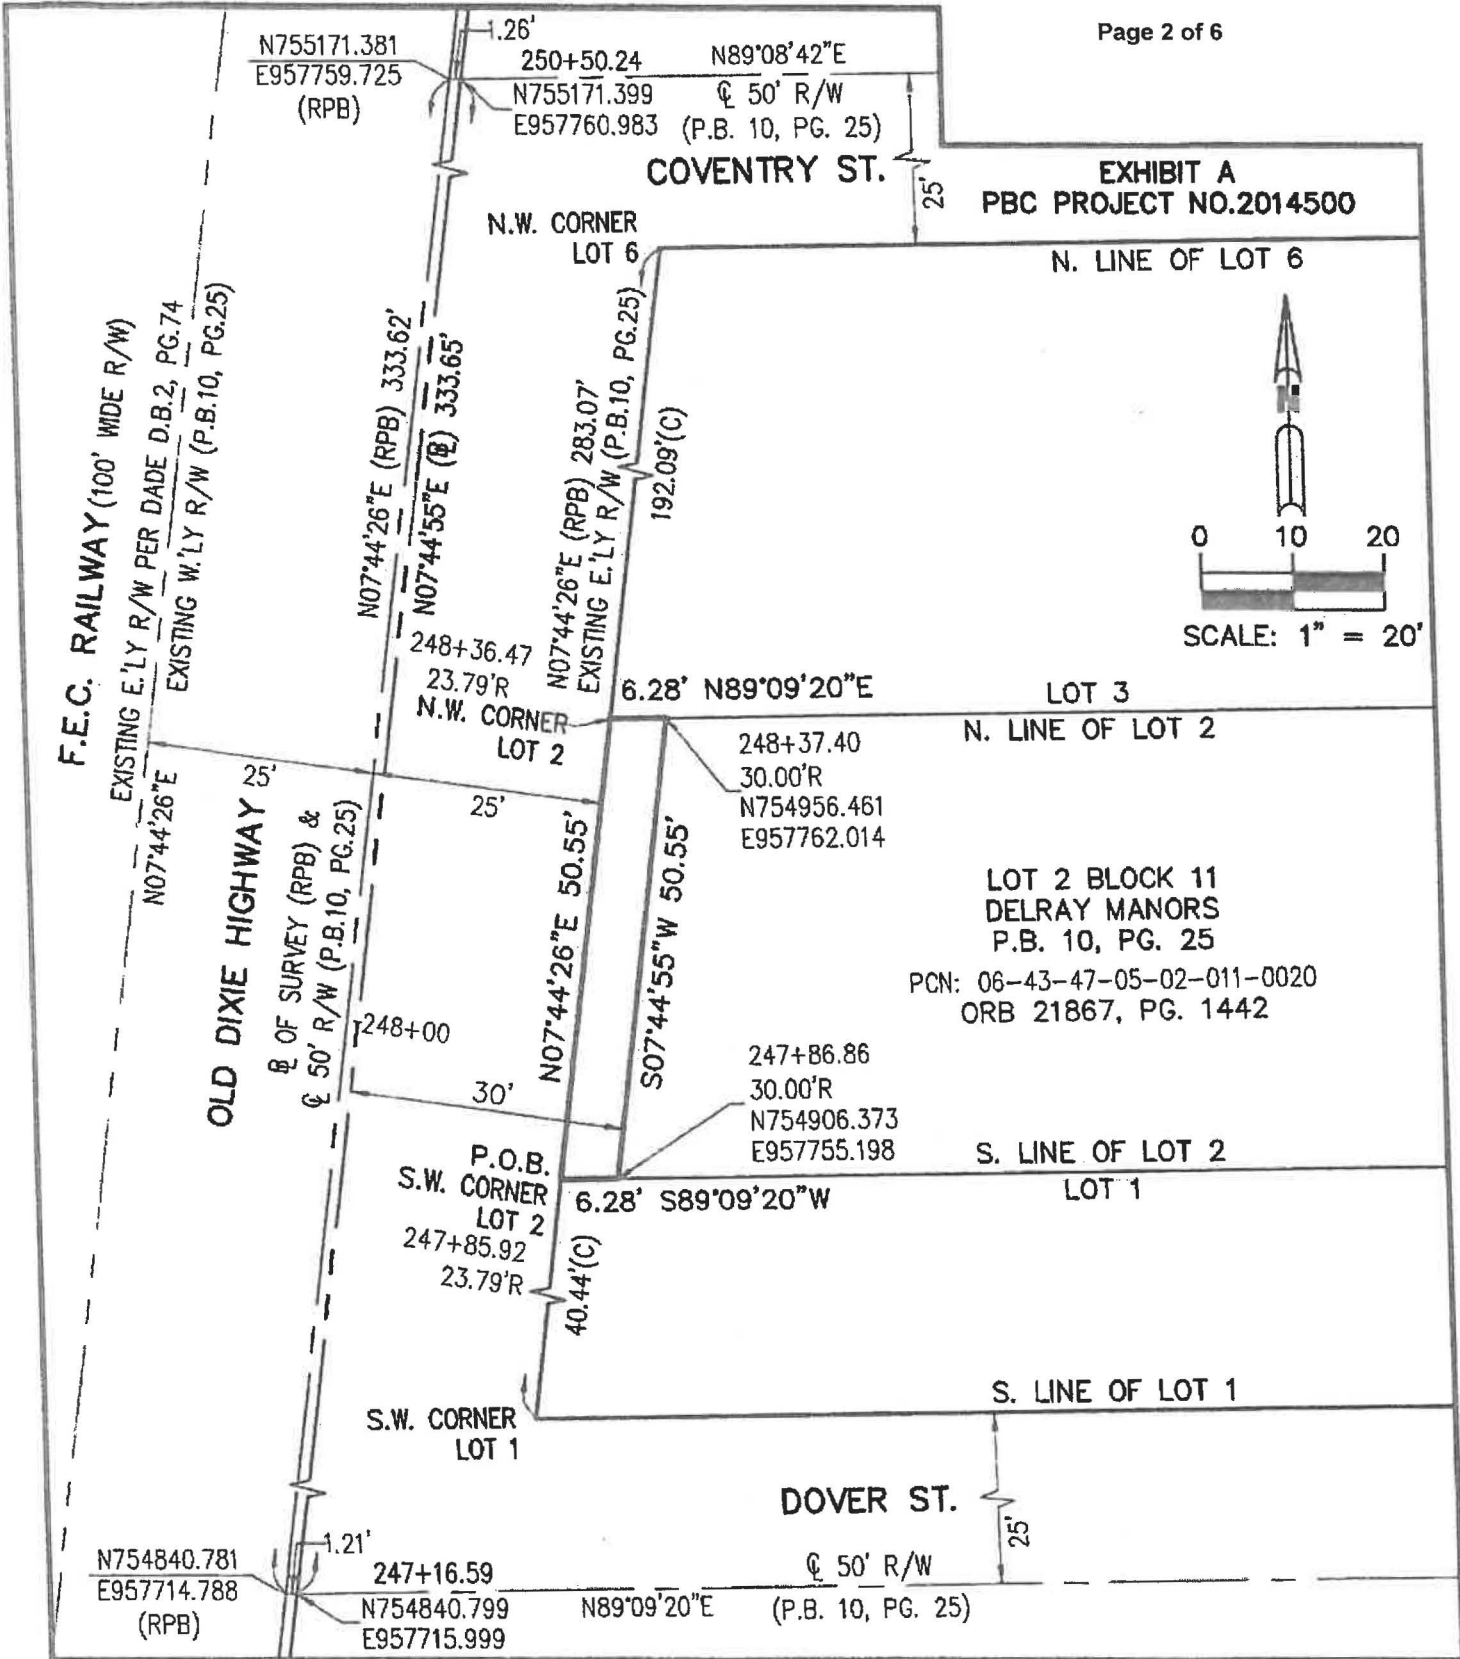 Page 2 of 6
N755171.381
E957759.725
(RPB)
1.26'
250+50.24
N89°08'42"E
N755171.399
E957760.983
℄ 50' R/W
(P.B. 10, PG. 25)
COVENTRY ST.
25'
EXHIBIT A
PBC PROJECT NO.2014500
N.W. CORNER
LOT 6
N. LINE OF LOT 6
F.E.C. RAILWAY (100' WIDE R/W)
EXISTING E.'LY R/W PER DADE D.B.2, PG.74
EXISTING W.'LY R/W (P.B.10, PG.25)
N07°44'26"E
N07°44'26"E (RPB) 333.62'
N07°44'55"E (BL) 333.65'
N07°44'26"E (RPB) 283.07'
EXISTING E.'LY R/W (P.B.10, PG.25)
192.09'(C)
N
0 10 20
SCALE: 1" = 20'
248+36.47
23.79'R
N.W. CORNER
LOT 2
6.28' N89°09'20"E
LOT 3
N. LINE OF LOT 2
248+37.40
30.00'R
N754956.461
E957762.014
25'
25'
OLD DIXIE HIGHWAY
BL OF SURVEY (RPB) &
℄ 50' R/W (P.B.10, PG.25)
248+00
N07°44'26"E 50.55'
S07°44'55"W 50.55'
LOT 2 BLOCK 11
DELRAY MANORS
P.B. 10, PG. 25
PCN: 06-43-47-05-02-011-0020
ORB 21867, PG. 1442
30'
247+86.86
30.00'R
N754906.373
E957755.198
P.O.B.
S.W. CORNER
LOT 2
247+85.92
23.79'R
S. LINE OF LOT 2
LOT 1
6.28' S89°09'20"W
40.44'(C)
S. LINE OF LOT 1
S.W. CORNER
LOT 1
DOVER ST.
25'
1.21'
N754840.781
E957714.788
(RPB)
247+16.59
N754840.799
E957715.999
N89°09'20"E
℄ 50' R/W
(P.B. 10, PG. 25)